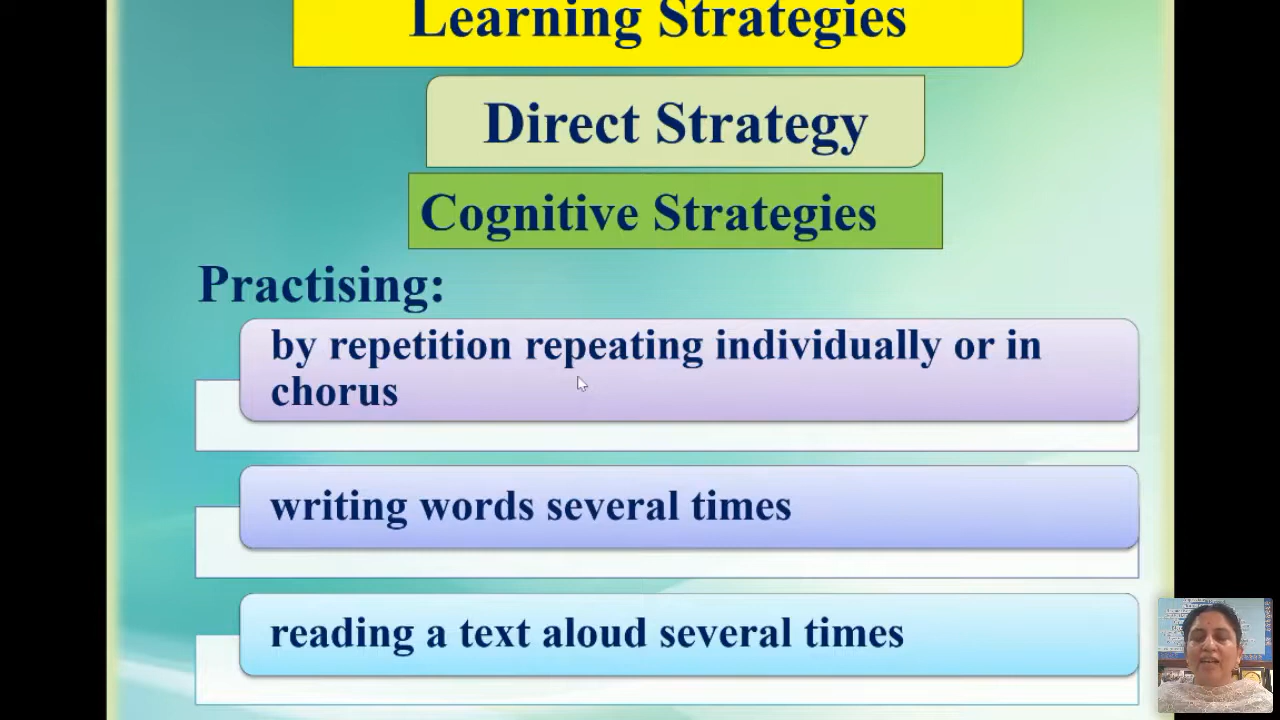 Learning Strategies
Direct Strategy
Cognitive Strategies
Practising:
by repetition repeating individually or in
chorus
writing words several times
reading a text aloud several times